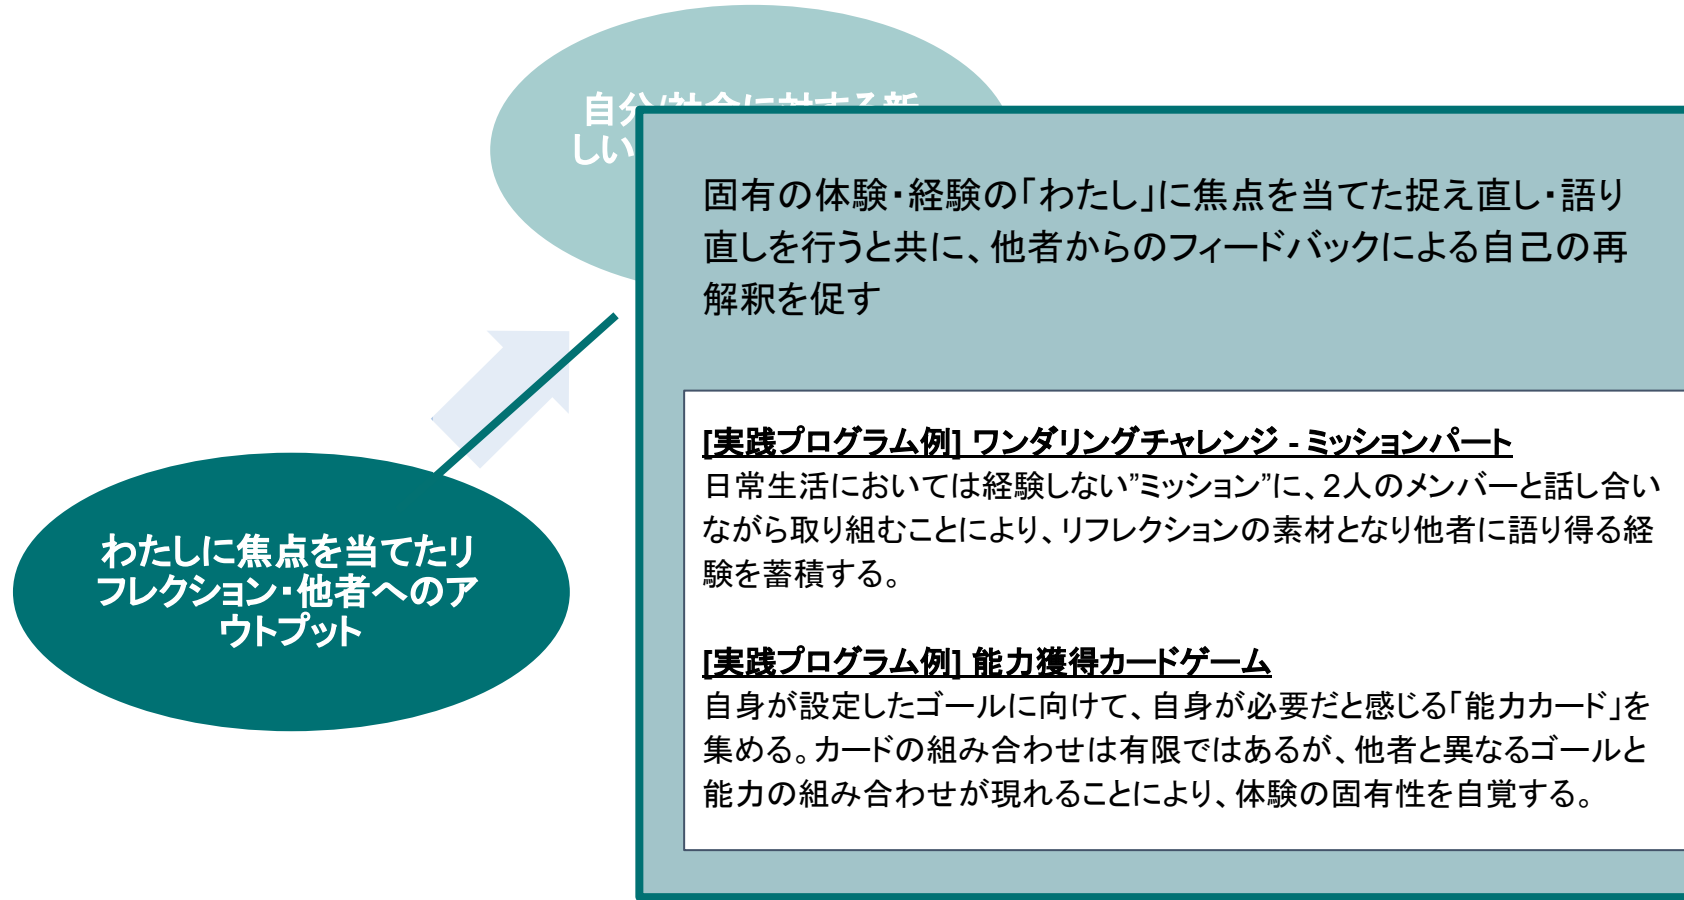 自分/社会に対する新
しい
固有の体験・経験の「わたし」に焦点を当てた捉え直し・語り
直しを行うと共に、他者からのフィードバックによる自己の再
解釈を促す
[実践プログラム例] ワンダリングチャレンジ - ミッションパート
日常生活においては経験しない”ミッション”に、2人のメンバーと話し合い
ながら取り組むことにより、リフレクションの素材となり他者に語り得る経
験を蓄積する。
わたしに焦点を当てたリ
フレクション・他者へのア
ウトプット
[実践プログラム例] 能力獲得カードゲーム
自身が設定したゴールに向けて、自身が必要だと感じる「能力カード」を
集める。カードの組み合わせは有限ではあるが、他者と異なるゴールと
能力の組み合わせが現れることにより、体験の固有性を自覚する。